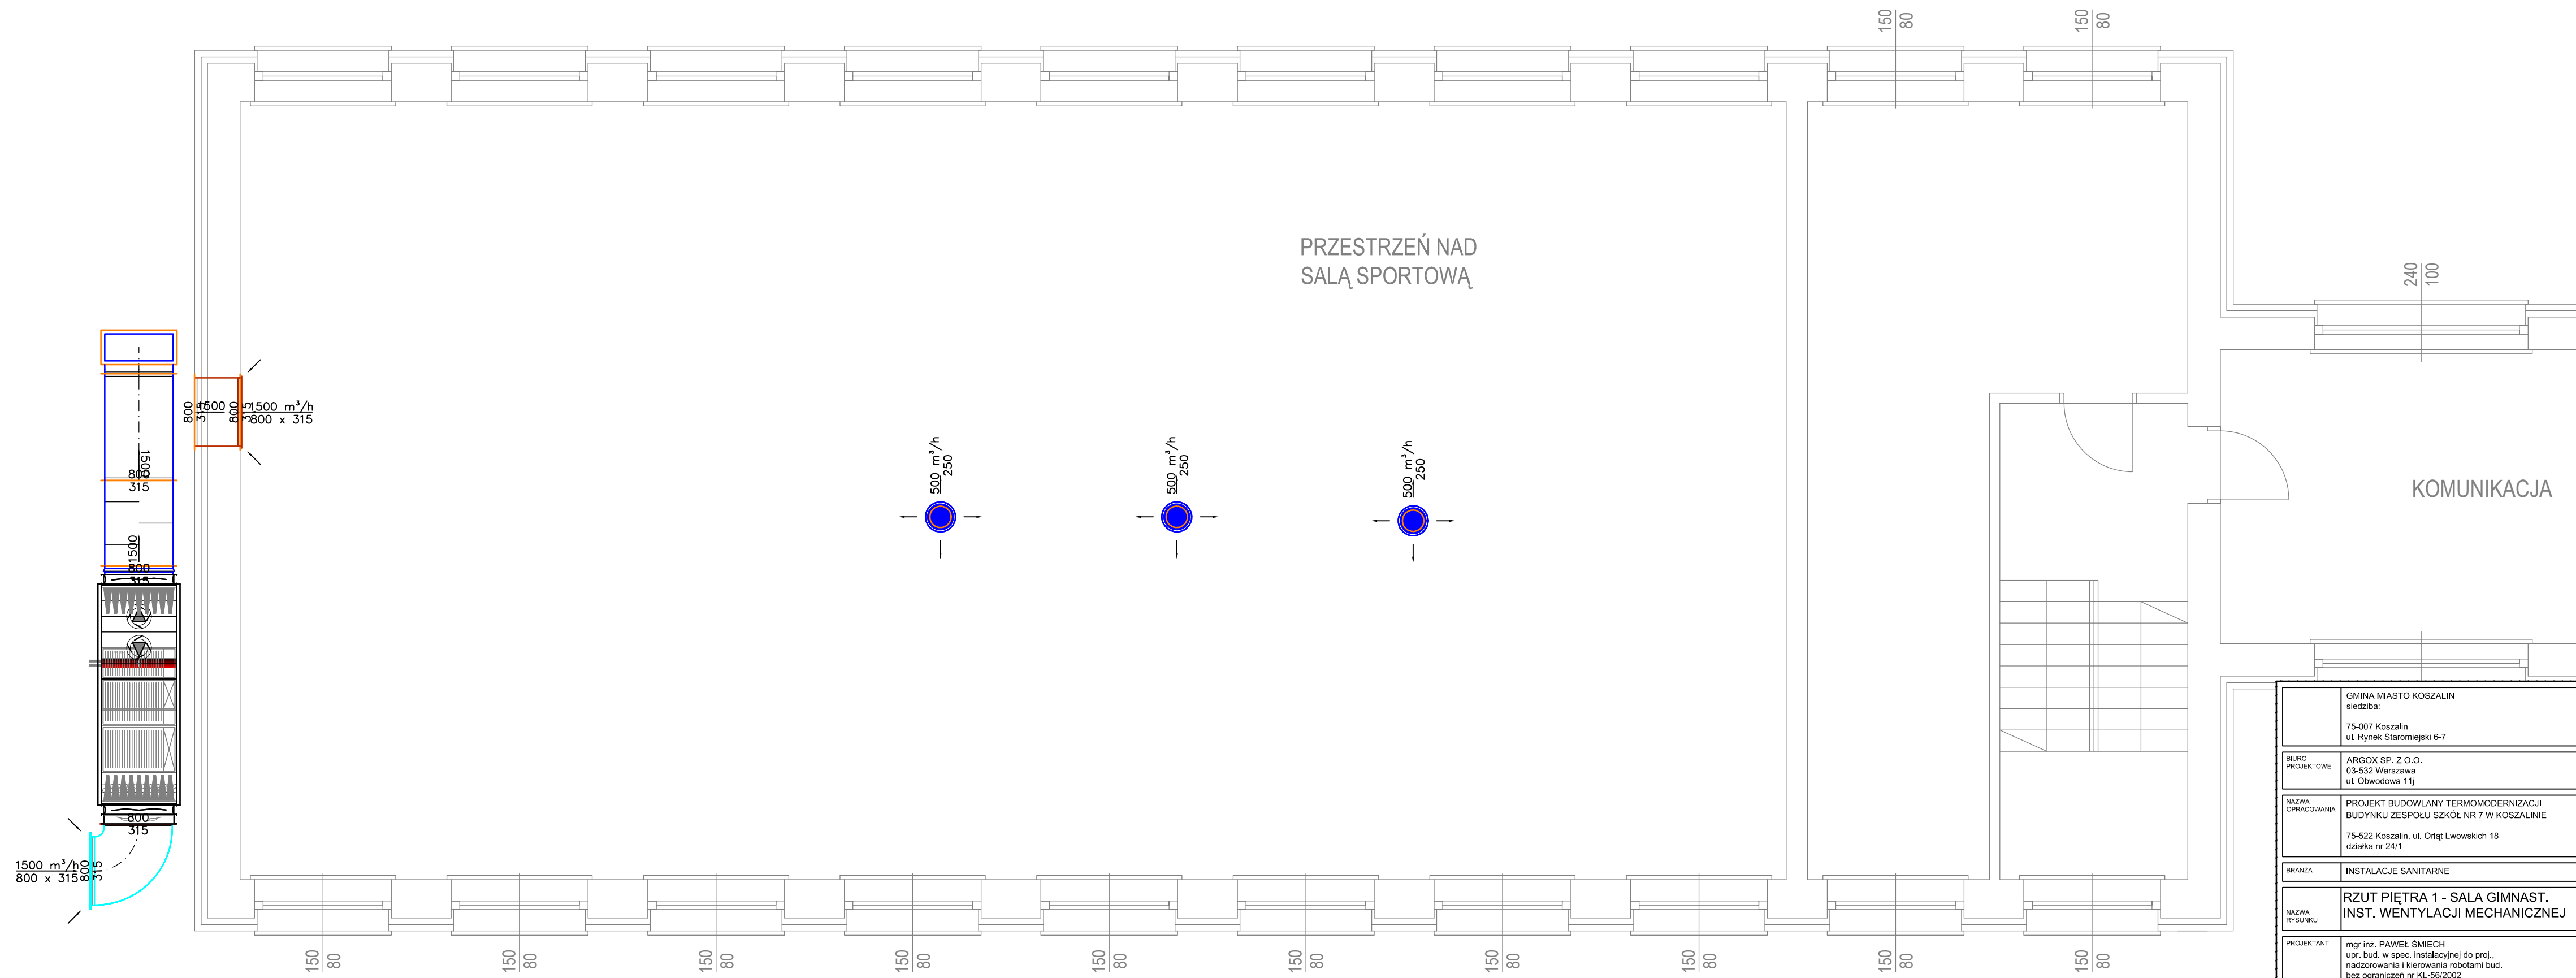 150
80
150
80
PRZESTRZEŃ NAD
SALĄ SPORTOWĄ
240
100
800
315
1500
800
315
1500 m³/h
800 x 315
1500
800
315
500 m³/h
250
500 m³/h
250
500 m³/h
250
KOMUNIKACJA
1500
800
315
800
315
1500 m³/h
800 x 315
800
315
150
80
150
80
150
80
150
80
150
80
150
80
150
80
150
80
150
80
150
80
GMINA MIASTO KOSZALIN
siedziba:
75-007 Koszalin
ul. Rynek Staromiejski 6-7
BIURO
PROJEKTOWE
ARGOX SP. Z O.O.
03-532 Warszawa
ul. Obwodowa 11j
NAZWA
OPRACOWANIA
PROJEKT BUDOWLANY TERMOMODERNIZACJI
BUDYNKU ZESPOŁU SZKÓŁ NR 7 W KOSZALINIE
75-522 Koszalin, ul. Orląt Lwowskich 18
działka nr 24/1
BRANŻA
INSTALACJE SANITARNE
NAZWA
RYSUNKU
RZUT PIĘTRA 1 - SALA GIMNAST.
INST. WENTYLACJI MECHANICZNEJ
PROJEKTANT
mgr inż. PAWEŁ ŚMIECH
upr. bud. w spec. instalacyjnej do proj.,
nadzorowania i kierowania robotami bud.
bez ograniczeń nr KL-56/2002